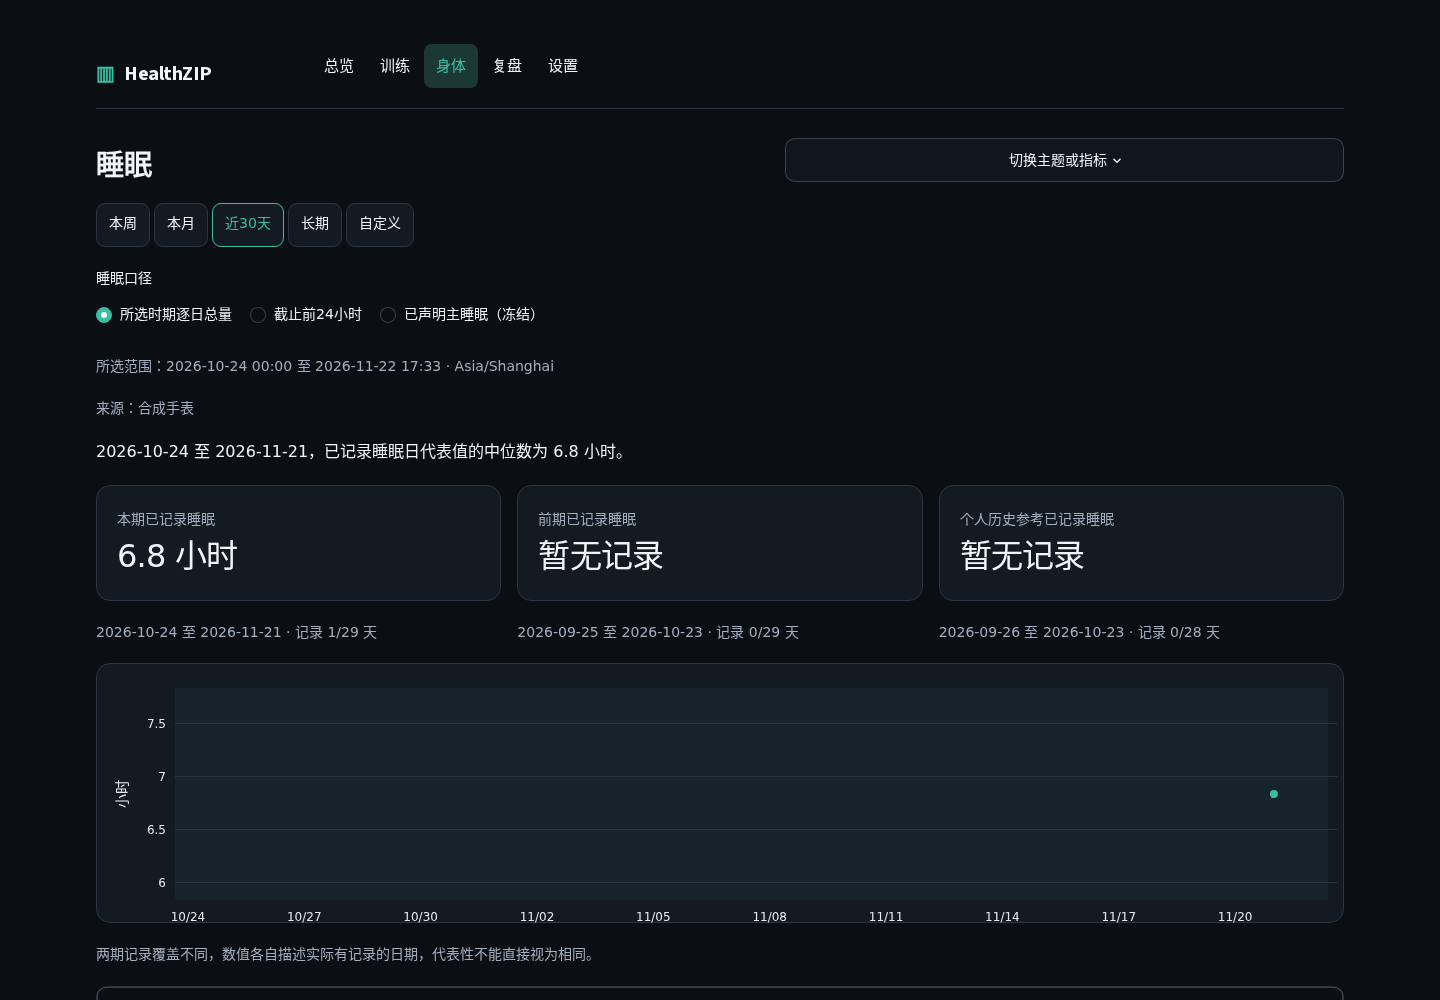 HealthZIP
总览 训练 身体 复盘 设置
睡眠
切换主题或指标
本周 本月 近30天 长期 自定义
睡眠口径
所选时期逐日总量 截止前24小时 已声明主睡眠（冻结）
所选范围：2026-10-24 00:00 至 2026-11-22 17:33 · Asia/Shanghai
来源：合成手表
2026-10-24 至 2026-11-21，已记录睡眠日代表值的中位数为 6.8 小时。
本期已记录睡眠
6.8 小时
2026-10-24 至 2026-11-21 · 记录 1/29 天
前期已记录睡眠
暂无记录
2026-09-25 至 2026-10-23 · 记录 0/29 天
个人历史参考已记录睡眠
暂无记录
2026-09-26 至 2026-10-23 · 记录 0/28 天
小时
7.5
7
6.5
6
10/24 10/27 10/30 11/02 11/05 11/08 11/11 11/14 11/17 11/20
两期记录覆盖不同，数值各自描述实际有记录的日期，代表性不能直接视为相同。